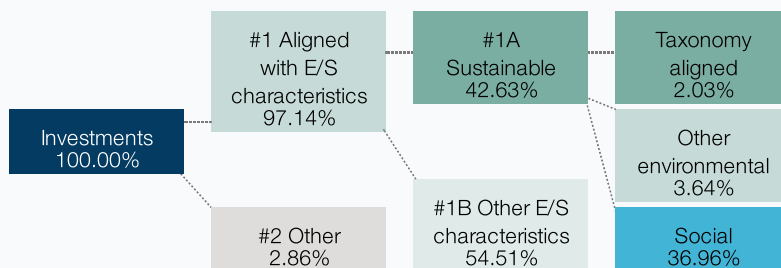 Investments
100.00%
#1 Aligned
with E/S
characteristics
97.14%
#2 Other
2.86%
#1A
Sustainable
42.63%
#1B Other E/S
characteristics
54.51%
Taxonomy
aligned
2.03%
Other
environmental
3.64%
Social
36.96%